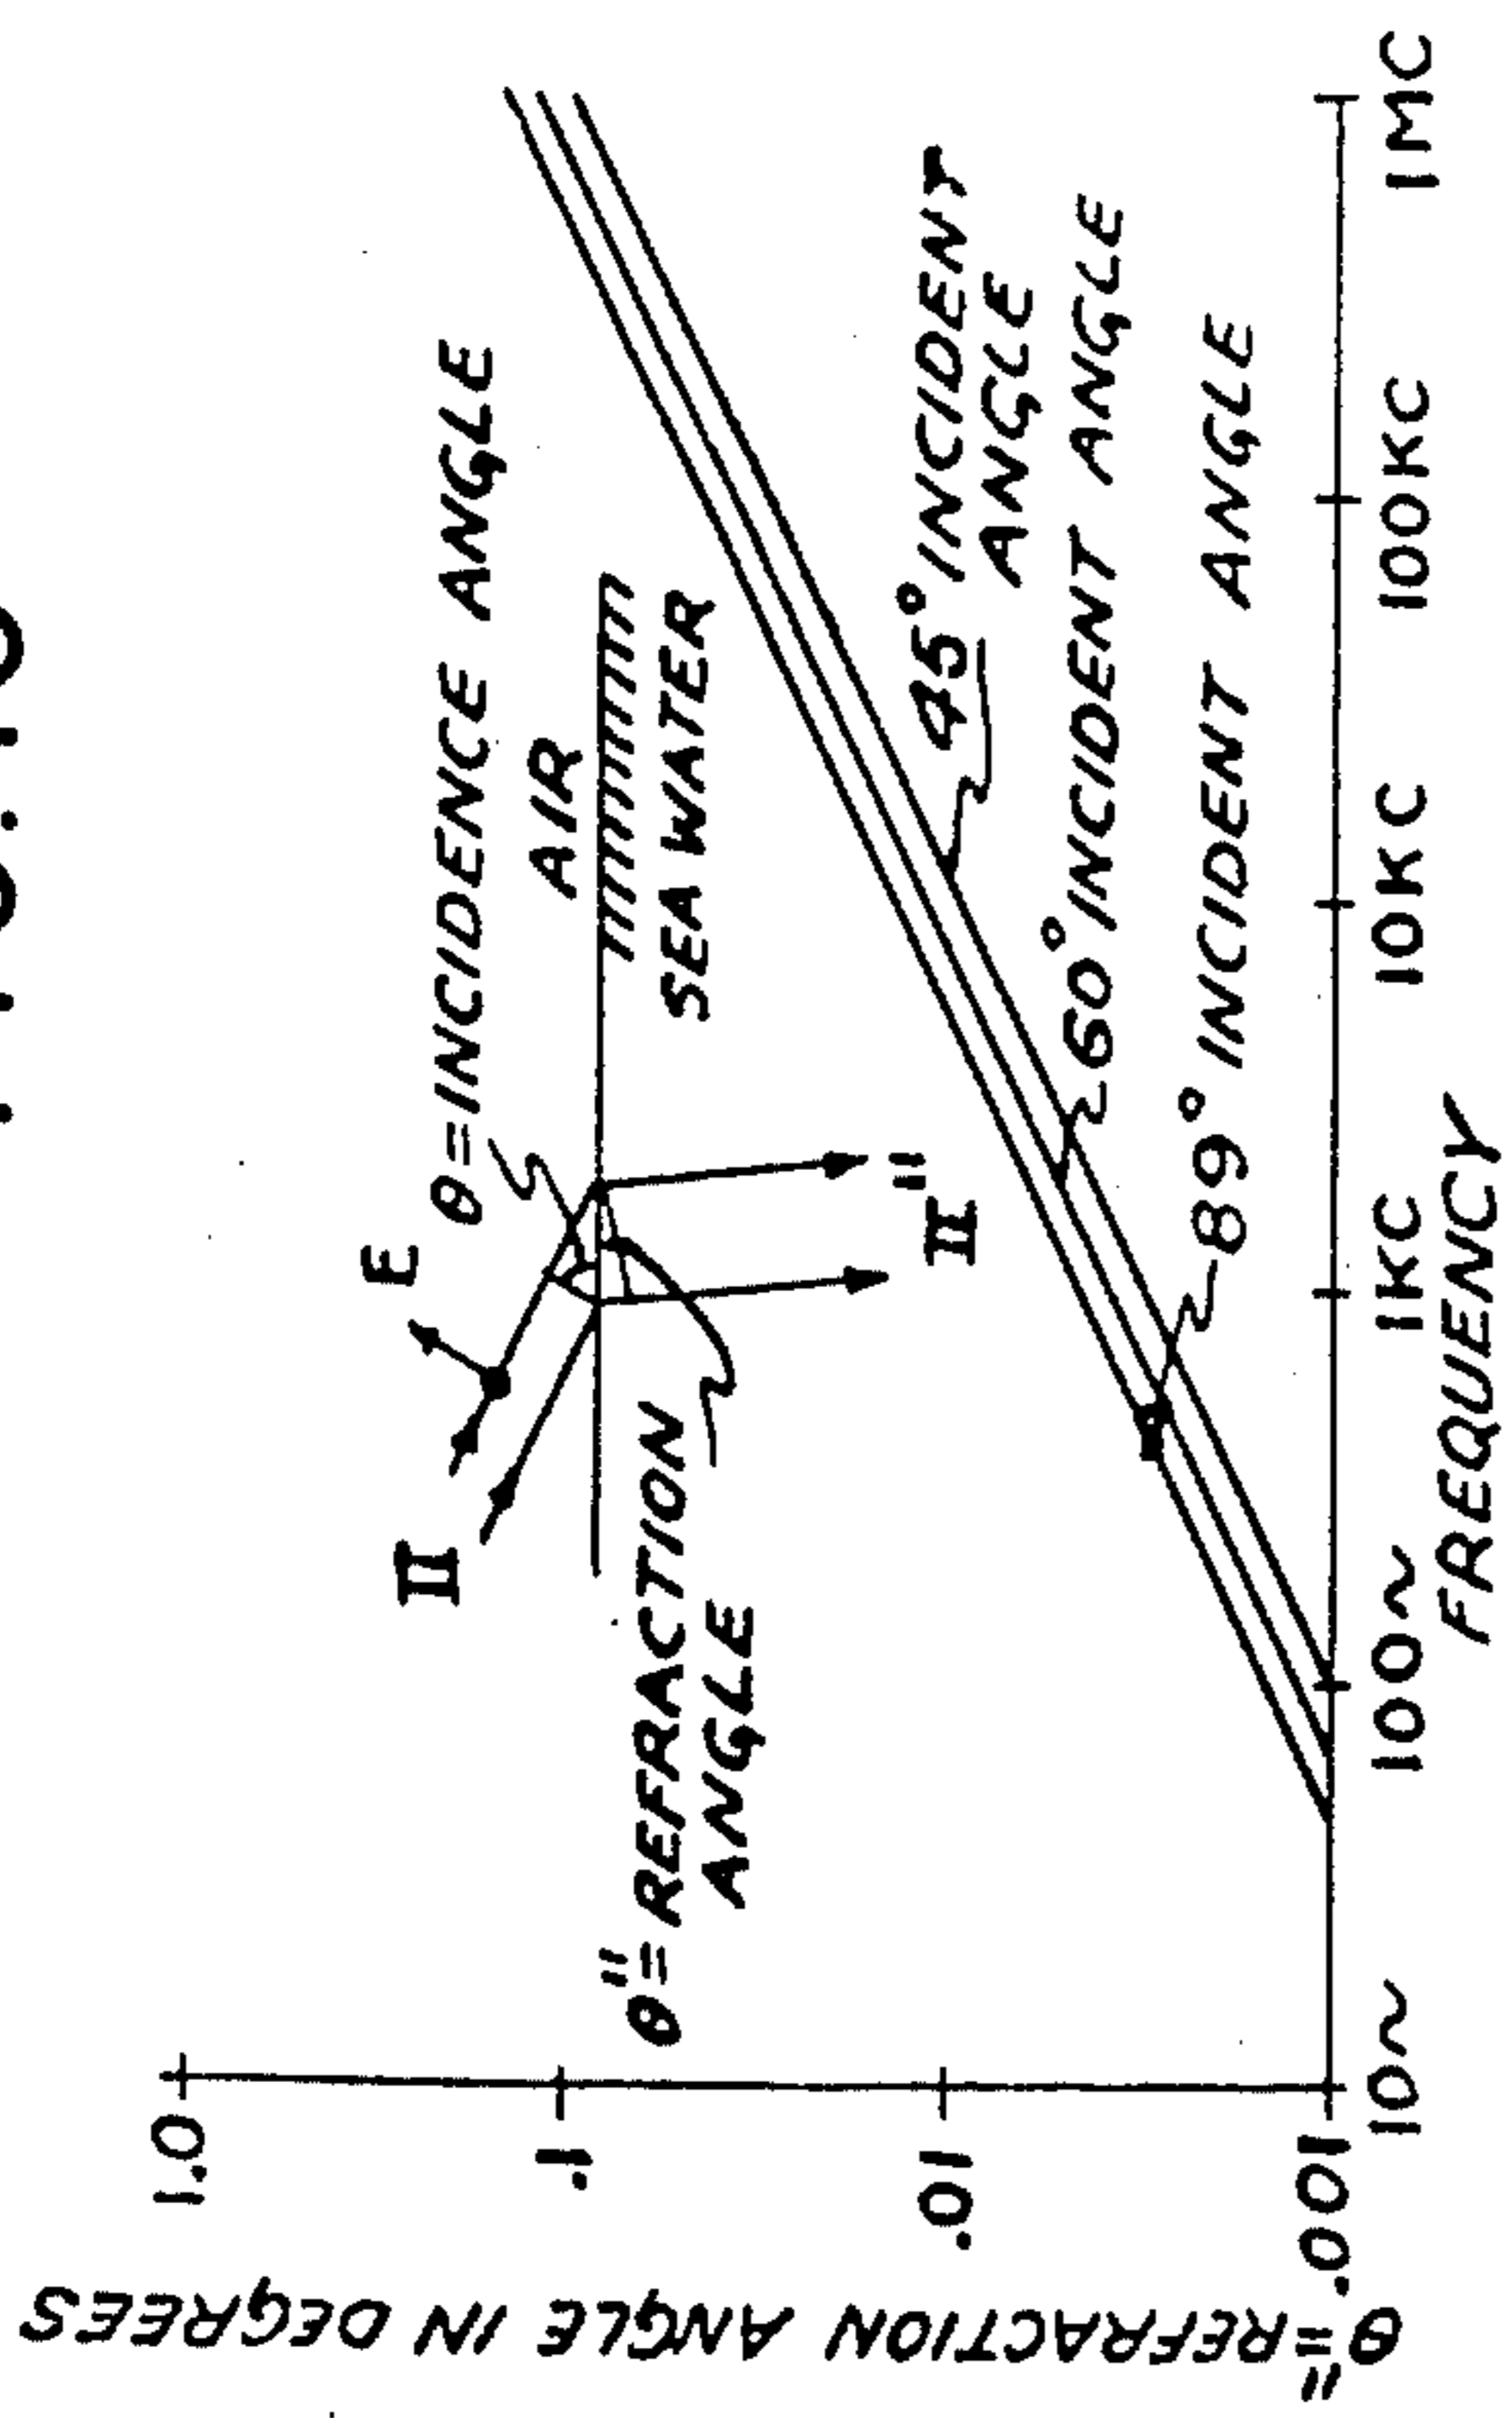 θ"=REFRACTION ANGLE IN DEGREES
1.0
.1
.01
.001
E
θ=INCIDENCE ANGLE
AIR
SEA WATER
II
II"
θ"=REFRACTION
ANGLE
45° INCIDENT
ANGLE
60° INCIDENT ANGLE
89° INCIDENT ANGLE
10~
100~
1KC
10KC
100KC
1MC
FREQUENCY